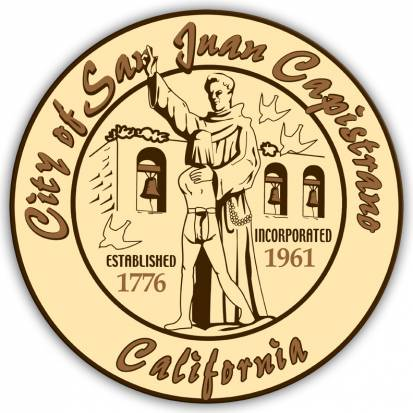 City of San Juan Capistrano
ESTABLISHED
1776
INCORPORATED
1961
California